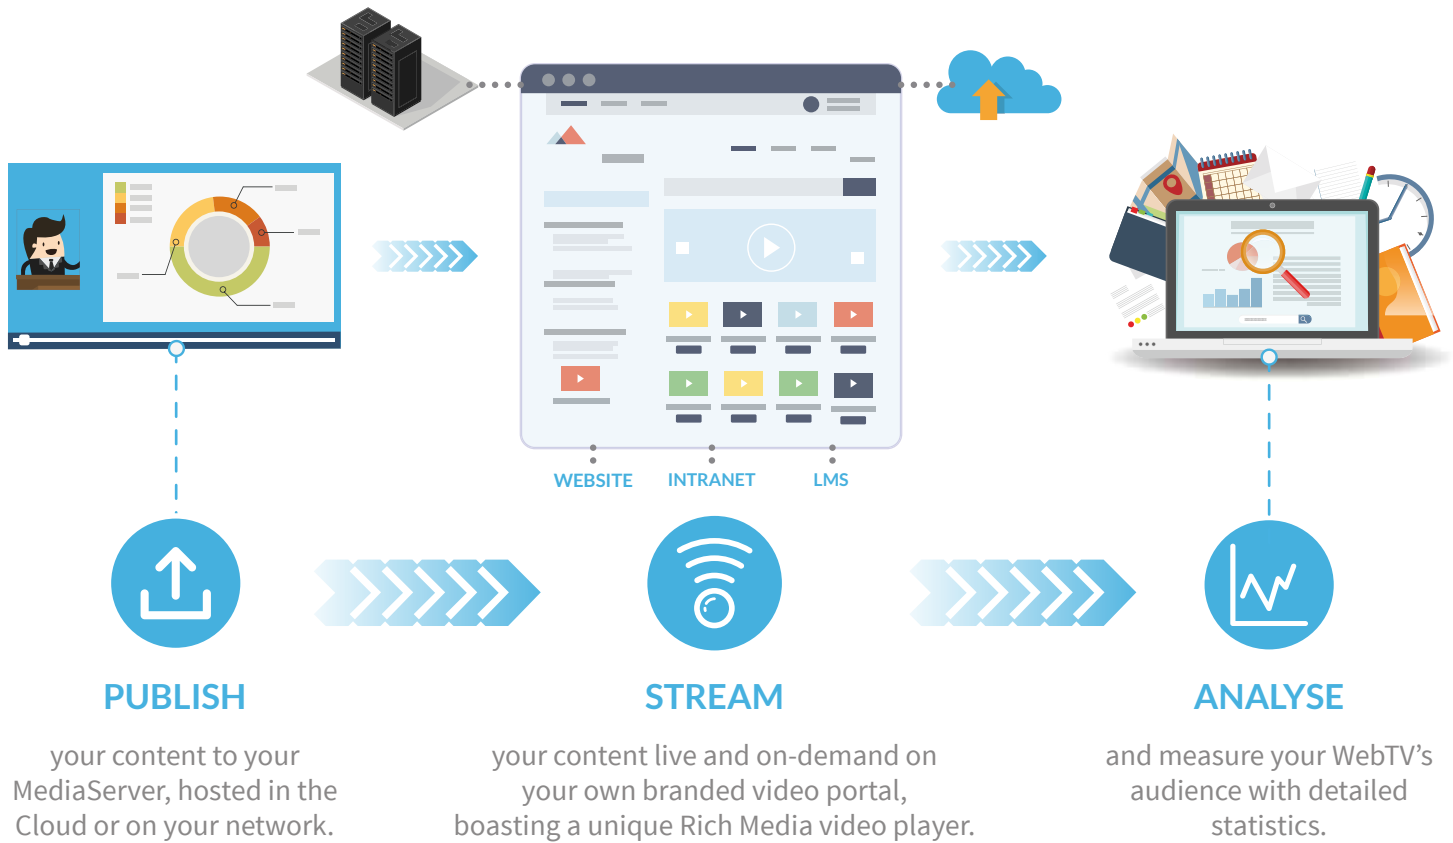 WEBSITE
INTRANET
LMS
PUBLISH
your content to your
MediaServer, hosted in the
Cloud or on your network.
STREAM
your content live and on-demand on
your own branded video portal,
boasting a unique Rich Media video player.
ANALYSE
and measure your WebTV’s
audience with detailed
statistics.